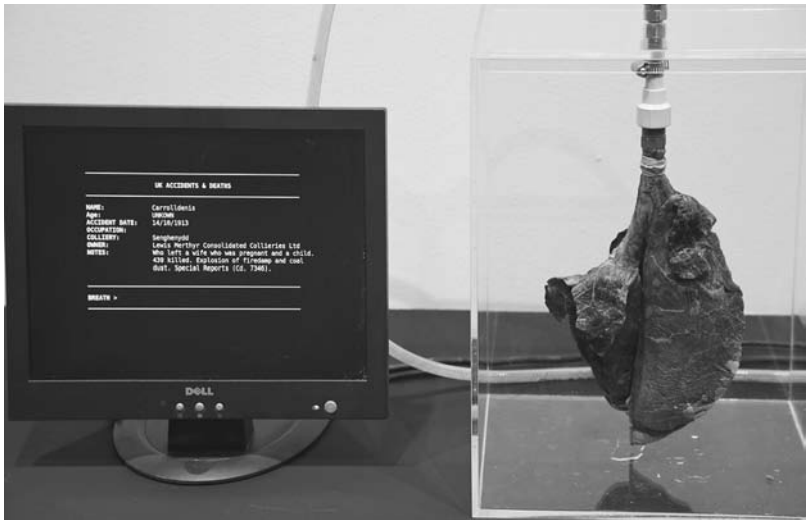 UK ACCIDENTS & DEATHS
NAME: Carrolldenis
Age: UNKOWN
ACCIDENT DATE: 14/10/1913
OCCUPATION:
COLLIERY: Senghenydd
OWNER: Lewis Merthyr Consolidated Collieries Ltd
NOTES: Who left a wife who was pregnant and a child.
439 killed. Explosion of firedamp and coal
dust. Special Reports (Cd. 7346).
BREATH >
DELL